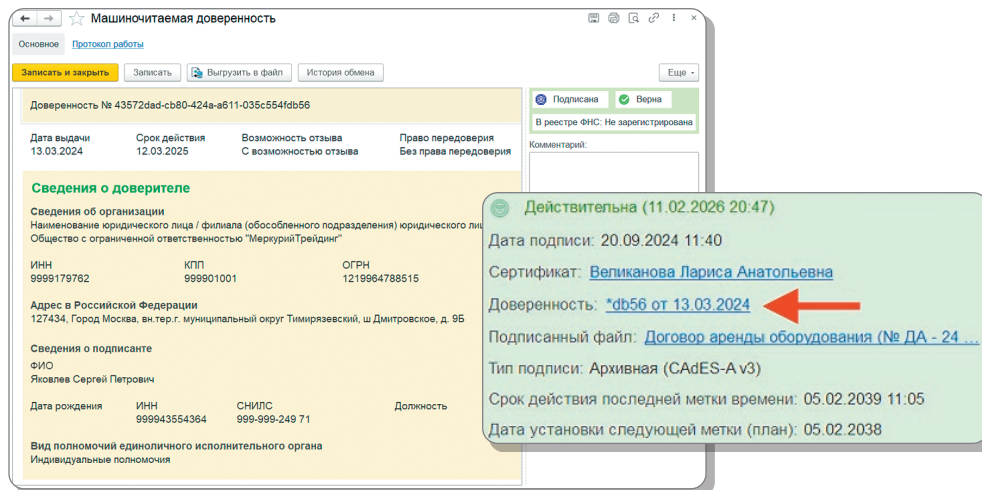 Машиночитаемая доверенность
Основное Протокол работы
Записать и закрыть Записать Выгрузить в файл История обмена Еще
Доверенность № 43572dad-cb80-424a-a611-035c554fdb56
Подписана Верна
В реестре ФНС: Не зарегистрирована
Комментарий:
Дата выдачи Срок действия Возможность отзыва Право передоверия
13.03.2024 12.03.2025 С возможностью отзыва Без права передоверия
Сведения о доверителе
Сведения об организации
Наименование юридического лица / филиала (обособленного подразделения) юридического лиц
Общество с ограниченной ответственностью "МеркурийТрейдинг"
ИНН КПП ОГРН
9999179762 999901001 1219964788515
Адрес в Российской Федерации
127434, Город Москва, вн.тер.г. муниципальный округ Тимирязевский, ш Дмитровское, д. 9Б
Сведения о подписанте
ФИО
Яковлев Сергей Петрович
Дата рождения ИНН СНИЛС Должность
999943554364 999-999-249 71
Вид полномочий единоличного исполнительного органа
Индивидуальные полномочия
Действительна (11.02.2026 20:47)
Дата подписи: 20.09.2024 11:40
Сертификат: Великанова Лариса Анатольевна
Доверенность: *db56 от 13.03.2024
Подписанный файл: Договор аренды оборудования (№ ДА - 24 ...
Тип подписи: Архивная (CAdES-A v3)
Срок действия последней метки времени: 05.02.2039 11:05
Дата установки следующей метки (план): 05.02.2038